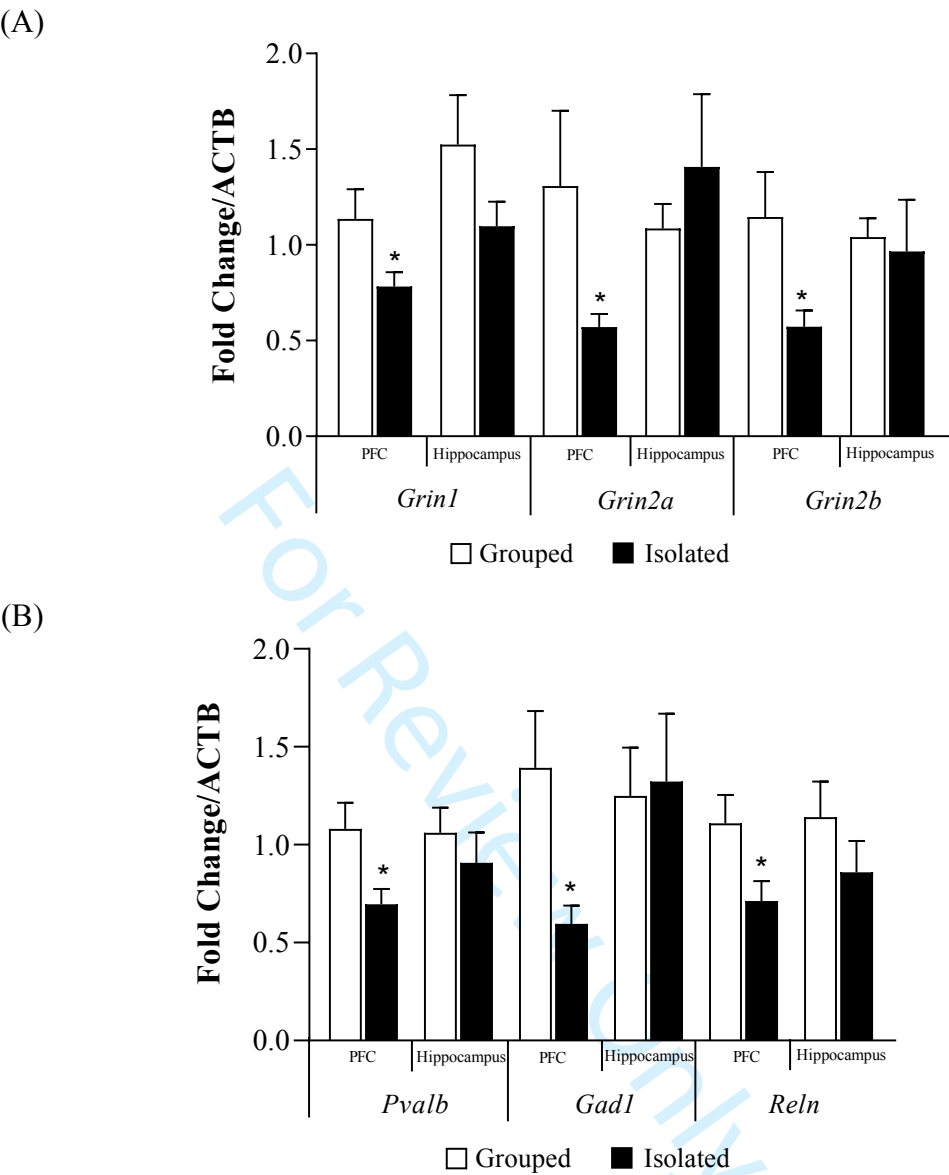 (A)
Fold Change/ACTB
2.0
1.5
1.0
0.5
0.0
* * *
PFC Hippocampus PFC Hippocampus PFC Hippocampus
Grin1 Grin2a Grin2b
Grouped Isolated
For Review Only
(B)
Fold Change/ACTB
2.0
1.5
1.0
0.5
0.0
* * *
PFC Hippocampus PFC Hippocampus PFC Hippocampus
Pvalb Gad1 Reln
Grouped Isolated